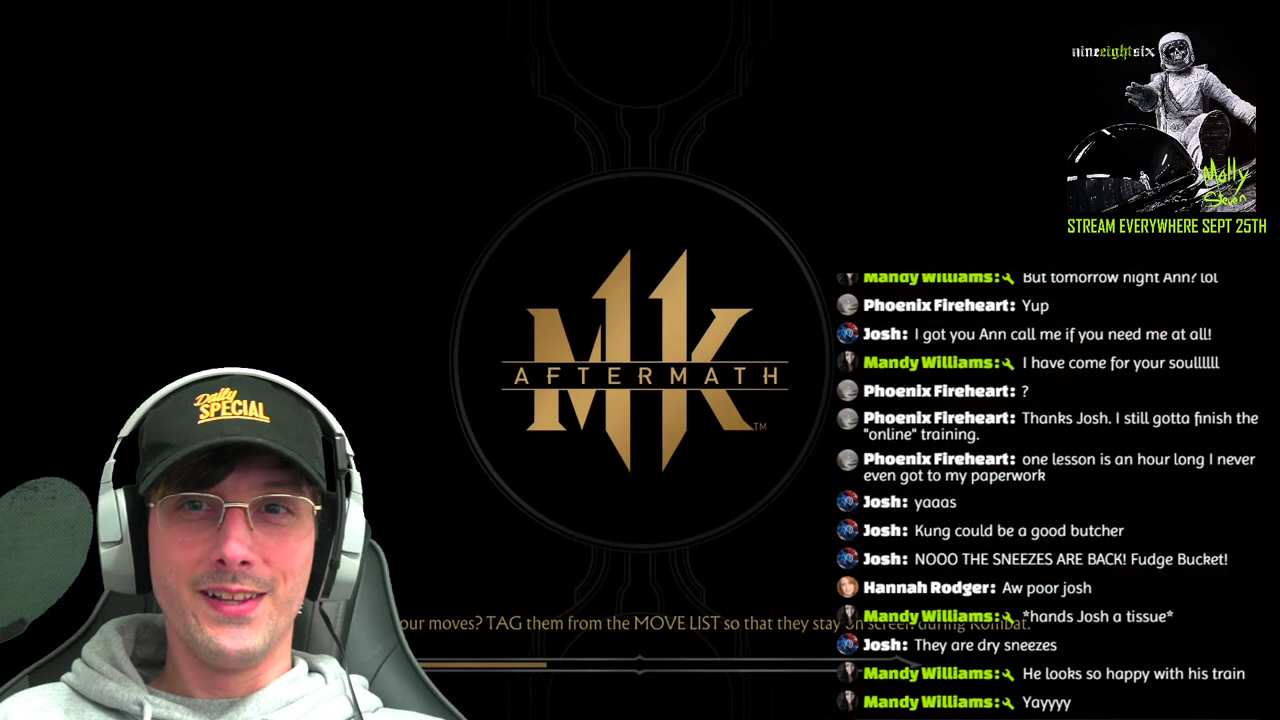 nineeightsix
Molly
Steven
STREAM EVERYWHERE SEPT 25TH
Mandy Williams: But tomorrow night Ann? lol
Phoenix Fireheart: Yup
Josh: I got you Ann call me if you need me at all!
Mandy Williams: I have come for your soullllll
Phoenix Fireheart: ?
Phoenix Fireheart: Thanks Josh. I still gotta finish the
"online" training.
Phoenix Fireheart: one lesson is an hour long I never
even got to my paperwork
Josh: yaaas
Josh: Kung could be a good butcher
Josh: NOOO THE SNEEZES ARE BACK! Fudge Bucket!
Hannah Rodger: Aw poor josh
Mandy Williams: *hands Josh a tissue*
Josh: They are dry sneezes
Mandy Williams: He looks so happy with his train
Mandy Williams: Yayyyy
MK11
AFTERMATH
TM
Daily
SPECIAL
our moves? TAG them from the MOVE LIST so that they stay on screen during Kombat.